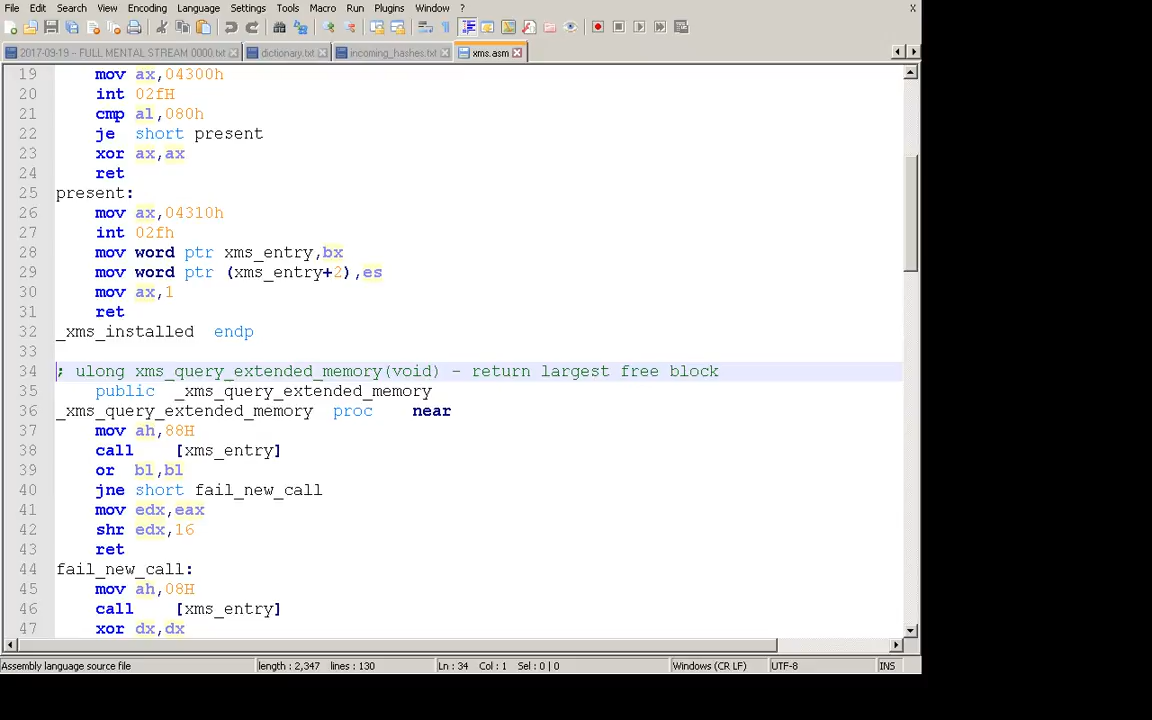 File Edit Search View Encoding Language Settings Tools Macro Run Plugins Window ? X
2017-09-19 – FULL MENTAL STREAM 0000.txt dictionary.txt incoming_hashes.txt xms.asm
19 mov ax,04300h
20 int 02fH
21 cmp al,080h
22 je short present
23 xor ax,ax
24 ret
25 present:
26 mov ax,04310h
27 int 02fh
28 mov word ptr xms_entry,bx
29 mov word ptr (xms_entry+2),es
30 mov ax,1
31 ret
32 _xms_installed endp
33
34 ; ulong xms_query_extended_memory(void) - return largest free block
35 public _xms_query_extended_memory
36 _xms_query_extended_memory proc near
37 mov ah,88H
38 call [xms_entry]
39 or bl,bl
40 jne short fail_new_call
41 mov edx,eax
42 shr edx,16
43 ret
44 fail_new_call:
45 mov ah,08H
46 call [xms_entry]
47 xor dx,dx
Assembly language source file length : 2,347 lines : 130 Ln : 34 Col : 1 Sel : 0 | 0 Windows (CR LF) UTF-8 INS